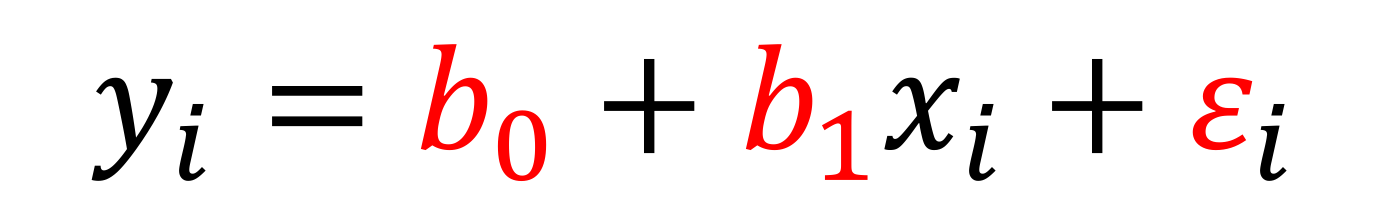 yᵢ = b₀ + b₁xᵢ + εᵢ